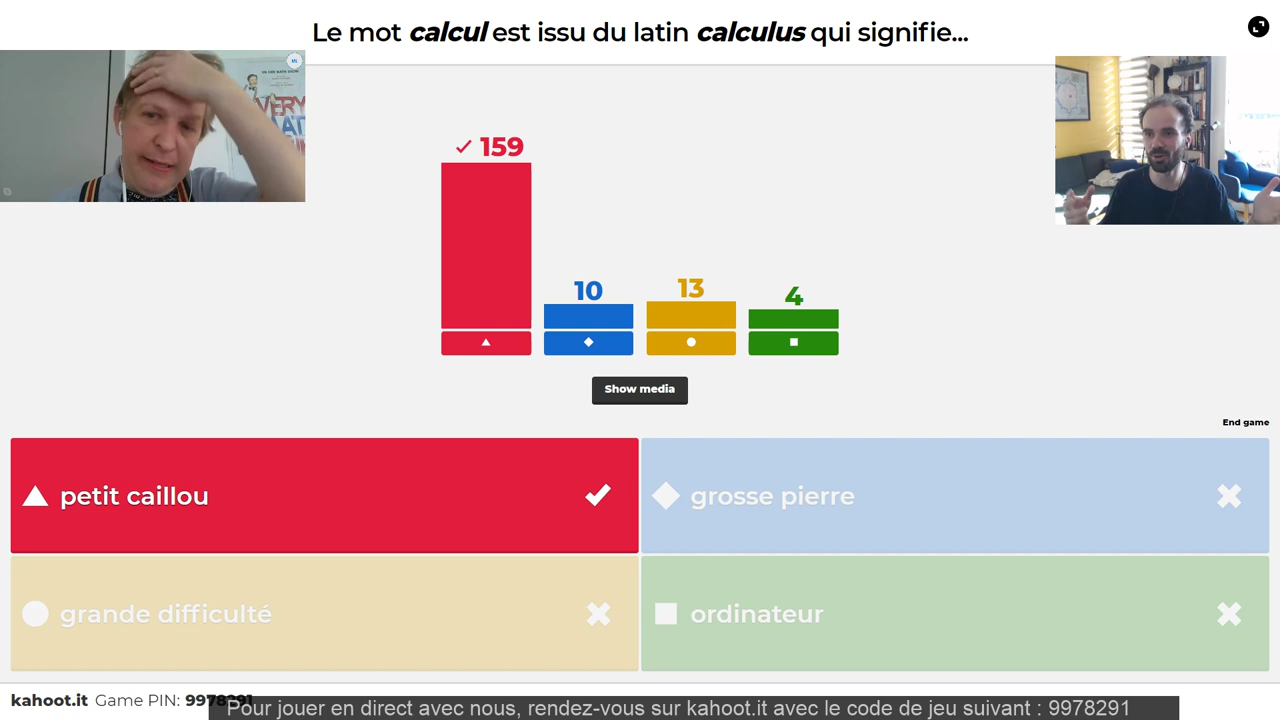 Le mot calcul est issu du latin calculus qui signifie...
VERY
159
10
13
4
Show media
End game
petit caillou
grosse pierre
grande difficulté
ordinateur
kahoot.it Game PIN: 9978291
Pour jouer en direct avec nous, rendez-vous sur kahoot.it avec le code de jeu suivant : 9978291